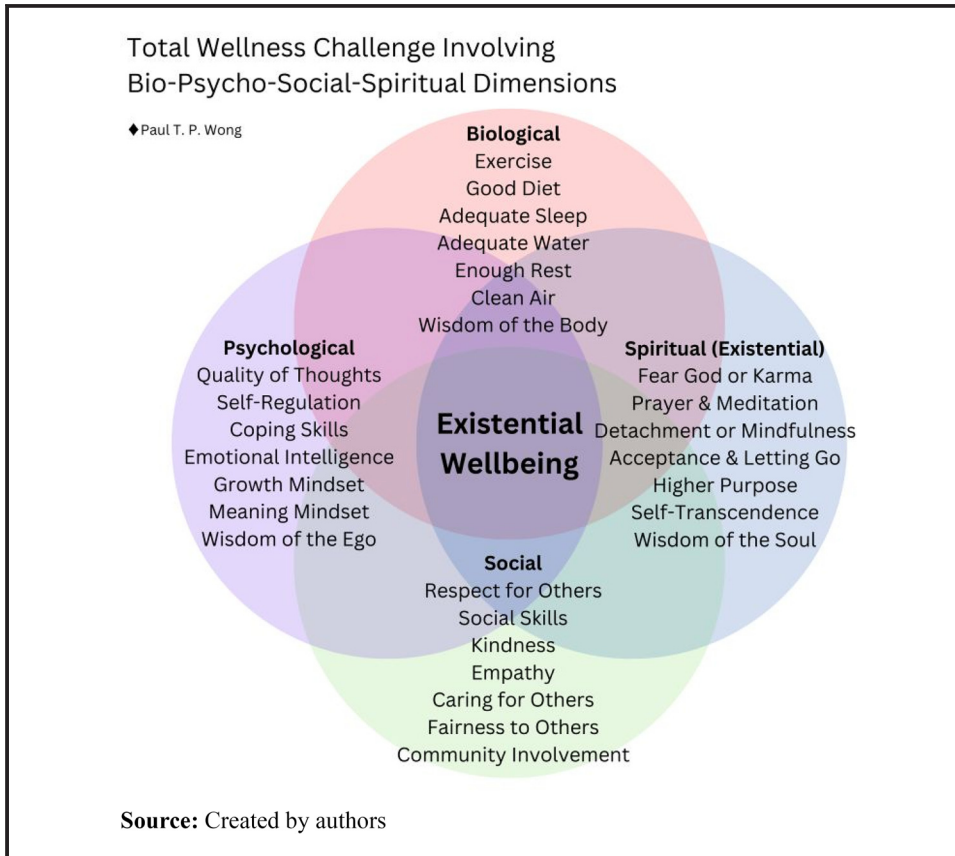 Total Wellness Challenge Involving
Bio-Psycho-Social-Spiritual Dimensions
♦Paul T. P. Wong
Biological
Exercise
Good Diet
Adequate Sleep
Adequate Water
Enough Rest
Clean Air
Wisdom of the Body
Psychological
Quality of Thoughts
Self-Regulation
Coping Skills
Emotional Intelligence
Growth Mindset
Meaning Mindset
Wisdom of the Ego
Existential
Wellbeing
Spiritual (Existential)
Fear God or Karma
Prayer & Meditation
Detachment or Mindfulness
Acceptance & Letting Go
Higher Purpose
Self-Transcendence
Wisdom of the Soul
Social
Respect for Others
Social Skills
Kindness
Empathy
Caring for Others
Fairness to Others
Community Involvement
Source: Created by authors